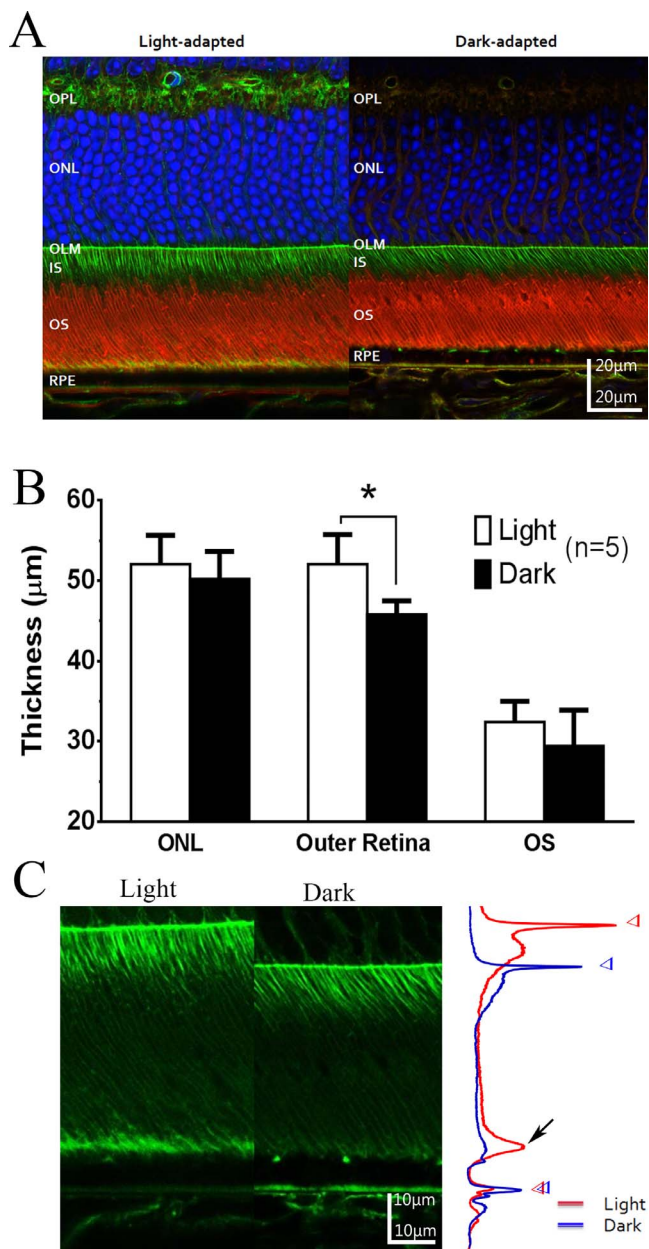 A
Light-adapted
Dark-adapted
OPL
OPL
ONL
ONL
OLM
OLM
IS
IS
OS
OS
RPE
RPE
20μm
20μm
B
60
50
40
30
20
Thickness (μm)
*
Light
Dark
(n=5)
ONL
Outer Retina
OS
C
Light
Dark
10μm
10μm
Light
Dark